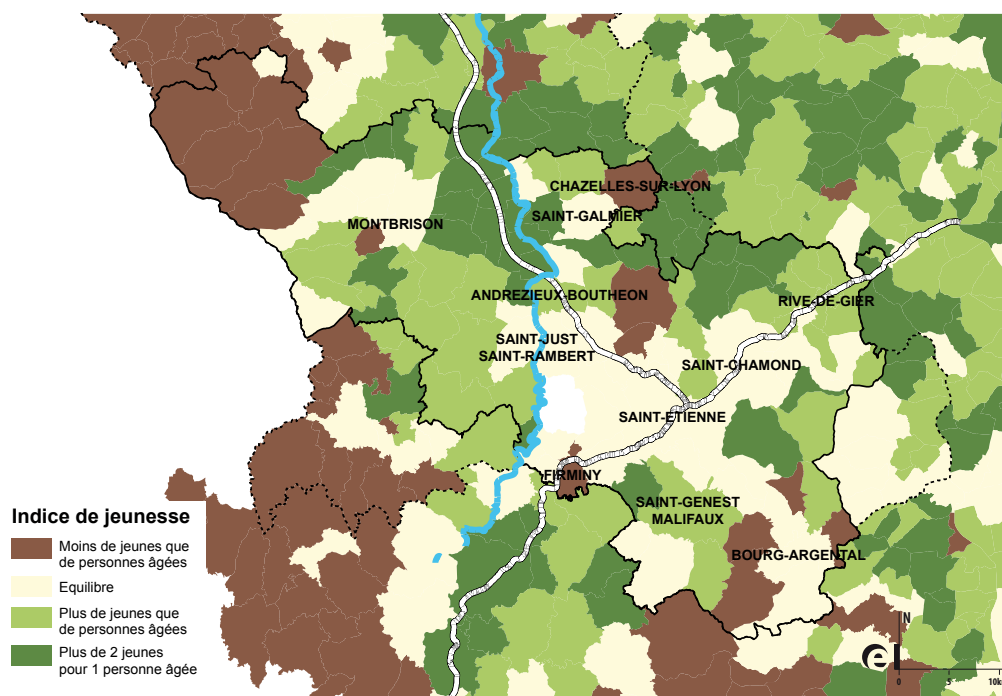 CHAZELLES-SUR-LYON
SAINT-GALMIER
MONTBRISON
ANDREZIEUX-BOUTHEON
RIVE-DE-GIER
SAINT-JUST
SAINT-RAMBERT
SAINT-CHAMOND
SAINT-ETIENNE
FIRMINY
SAINT-GENEST
MALIFAUX
BOURG-ARGENTAL
Indice de jeunesse
Moins de jeunes que
de personnes âgées
Equilibre
Plus de jeunes que
de personnes âgées
Plus de 2 jeunes
pour 1 personne âgée
N
0 5 10k